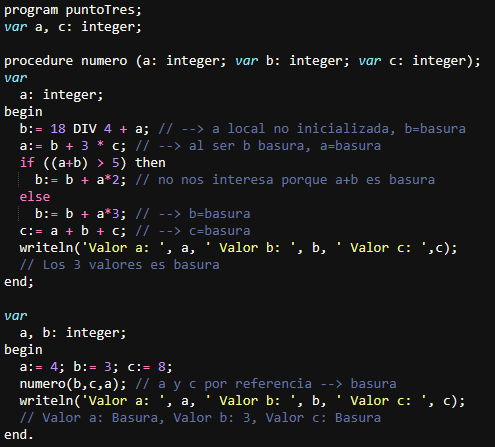 program puntoTres;
var a, c: integer;
procedure numero (a: integer; var b: integer; var c: integer);
var
a: integer;
begin
b:= 18 DIV 4 + a; // --> a local no inicializada, b=basura
a:= b + 3 * c; // --> al ser b basura, a=basura
if ((a+b) > 5) then
b:= b + a*2; // no nos interesa porque a+b es basura
else
b:= b + a*3; // --> b=basura
c:= a + b + c; // --> c=basura
writeln('Valor a: ', a, ' Valor b: ', b, ' Valor c: ',c);
// Los 3 valores es basura
end;
var
a, b: integer;
begin
a:= 4; b:= 3; c:= 8;
numero(b,c,a); // a y c por referencia --> basura
writeln('Valor a: ', a, ' Valor b: ', b, ' Valor c: ', c);
// Valor a: Basura, Valor b: 3, Valor c: Basura
end.